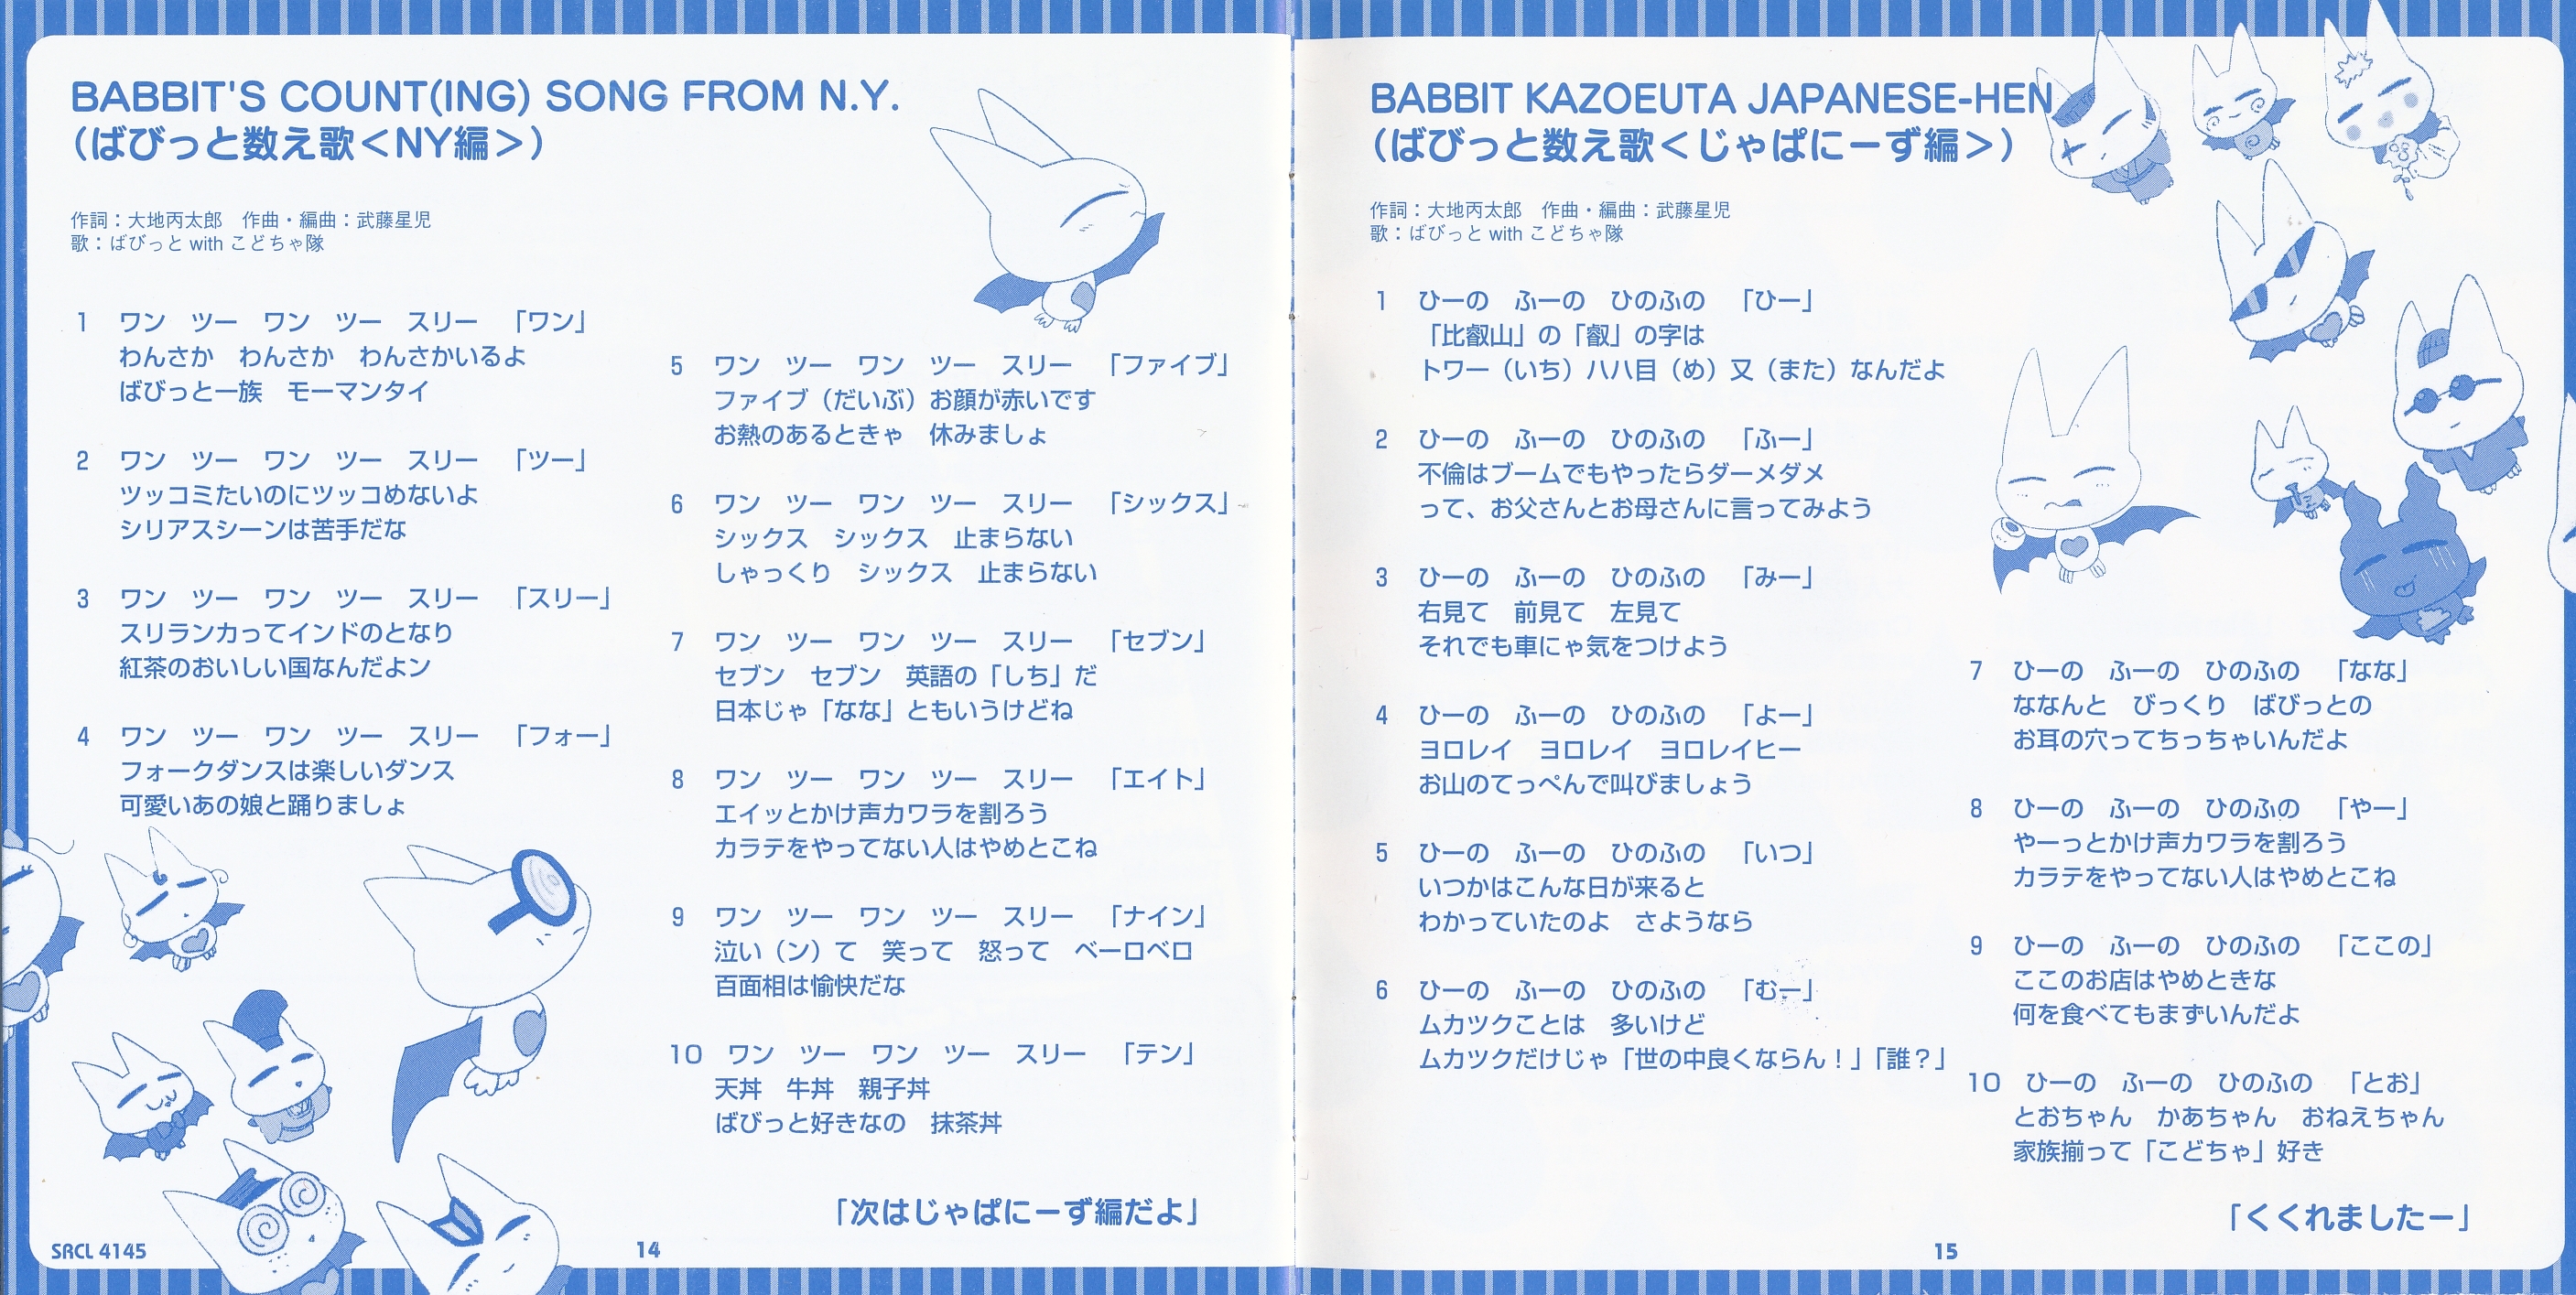 BABBIT'S COUNT(ING) SONG FROM N.Y.
（ばびっと数え歌＜NY編＞）
作詞：大地丙太郎　作曲・編曲：武藤星児
歌：ばびっと with こどちゃ隊
1　ワン　ツー　ワン　ツー　スリー　「ワン」
わんさか　わんさか　わんさかいるよ
ばびっと一族　モーマンタイ
2　ワン　ツー　ワン　ツー　スリー　「ツー」
ツッコミたいのにツッコめないよ
シリアスシーンは苦手だな
3　ワン　ツー　ワン　ツー　スリー　「スリー」
スリランカってインドのとなり
紅茶のおいしい国なんだよン
4　ワン　ツー　ワン　ツー　スリー　「フォー」
フォークダンスは楽しいダンス
可愛いあの娘と踊りましょ
5　ワン　ツー　ワン　ツー　スリー　「ファイブ」
ファイブ（だいぶ）お顔が赤いです
お熱のあるときゃ　休みましょ
6　ワン　ツー　ワン　ツー　スリー　「シックス」
シックス　シックス　止まらない
しゃっくり　シックス　止まらない
7　ワン　ツー　ワン　ツー　スリー　「セブン」
セブン　セブン　英語の「しち」だ
日本じゃ「なな」ともいうけどね
8　ワン　ツー　ワン　ツー　スリー　「エイト」
エイッとかけ声カワラを割ろう
カラテをやってない人はやめとこね
9　ワン　ツー　ワン　ツー　スリー　「ナイン」
泣い（ン）て　笑って　怒って　ベーロベロ
百面相は愉快だな
10　ワン　ツー　ワン　ツー　スリー　「テン」
天丼　牛丼　親子丼
ばびっと好きなの　抹茶丼
「次はじゃぱにーず編だよ」
SRCL 4145
14
BABBIT KAZOEUTA JAPANESE-HEN
（ばびっと数え歌＜じゃぱにーず編＞）
作詞：大地丙太郎　作曲・編曲：武藤星児
歌：ばびっと with こどちゃ隊
1　ひーの　ふーの　ひのふの　「ひー」
「比叡山」の「叡」の字は
トワー（いち）ハハ目（め）又（また）なんだよ
2　ひーの　ふーの　ひのふの　「ふー」
不倫はブームでもやったらダーメダメ
って、お父さんとお母さんに言ってみよう
3　ひーの　ふーの　ひのふの　「みー」
右見て　前見て　左見て
それでも車にゃ気をつけよう
4　ひーの　ふーの　ひのふの　「よー」
ヨロレイ　ヨロレイ　ヨロレイヒー
お山のてっぺんで叫びましょう
5　ひーの　ふーの　ひのふの　「いつ」
いつかはこんな日が来ると
わかっていたのよ　さようなら
6　ひーの　ふーの　ひのふの　「むー」
ムカツクことは　多いけど
ムカツクだけじゃ「世の中良くならん！」「誰？」
7　ひーの　ふーの　ひのふの　「なな」
ななんと　びっくり　ばびっとの
お耳の穴ってちっちゃいんだよ
8　ひーの　ふーの　ひのふの　「やー」
やーっとかけ声カワラを割ろう
カラテをやってない人はやめとこね
9　ひーの　ふーの　ひのふの　「ここの」
ここのお店はやめときな
何を食べてもまずいんだよ
10　ひーの　ふーの　ひのふの　「とお」
とおちゃん　かあちゃん　おねえちゃん
家族揃って「こどちゃ」好き
「くくれましたー」
15